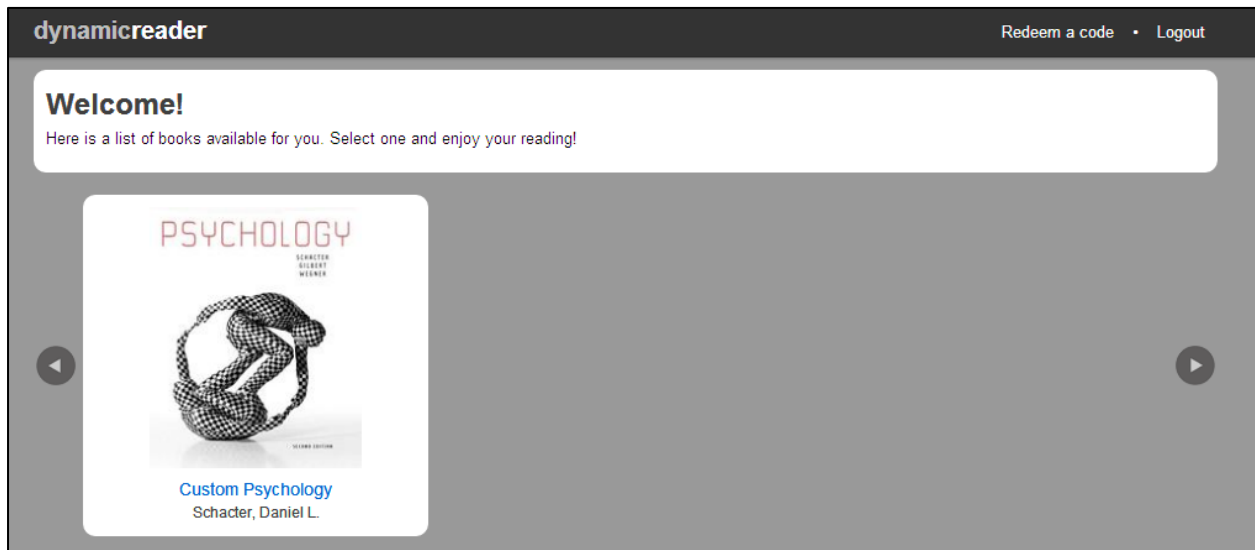 dynamicreader
Redeem a code • Logout
Welcome!
Here is a list of books available for you. Select one and enjoy your reading!
PSYCHOLOGY
SCHACTER
GILBERT
WEGNER
SECOND EDITION
Custom Psychology
Schacter, Daniel L.